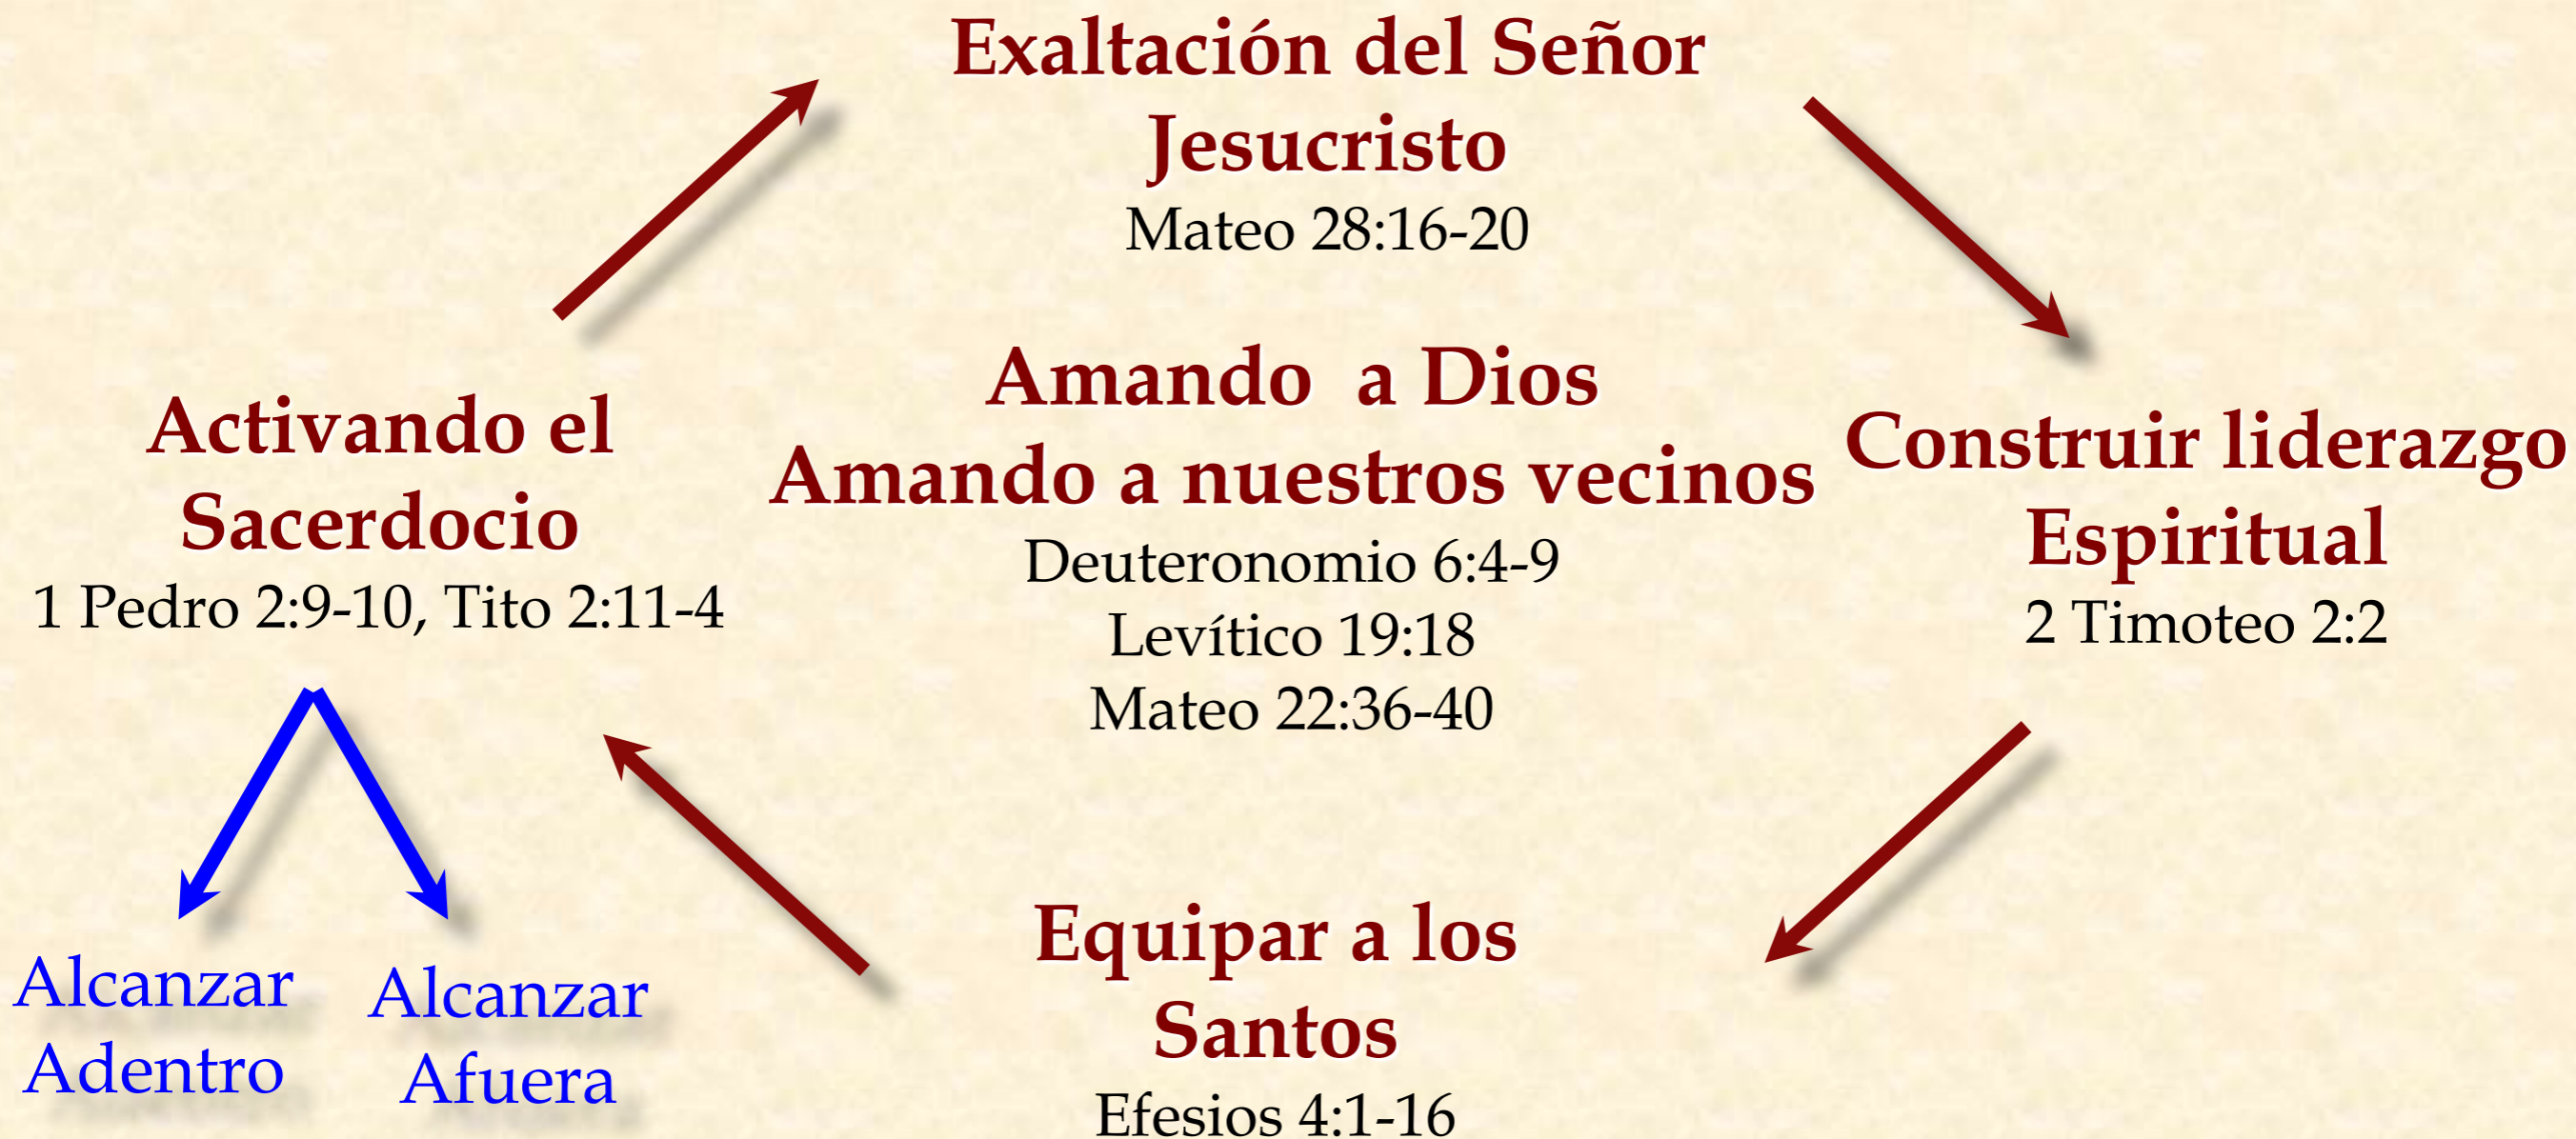 Exaltación del Señor
Jesucristo
Mateo 28:16-20
Amando  a Dios
Amando a nuestros vecinos
Deuteronomio 6:4-9
Levítico 19:18
Mateo 22:36-40
Activando el
Sacerdocio
1 Pedro 2:9-10, Tito 2:11-4
Construir liderazgo
Espiritual
2 Timoteo 2:2
Alcanzar
Adentro
Alcanzar
Afuera
Equipar a los
Santos
Efesios 4:1-16